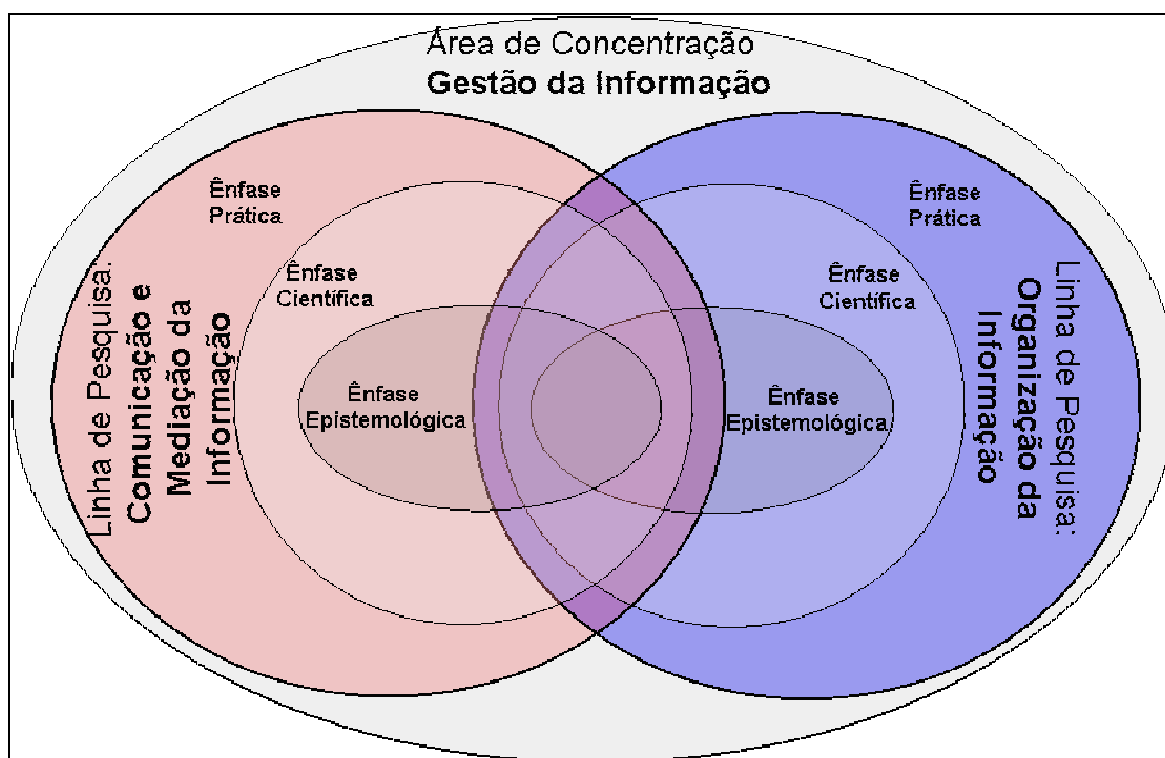 Área de Concentração
Gestão da Informação
Ênfase
Prática
Ênfase
Científica
Ênfase
Epistemológica
Linha de Pesquisa:
Comunicação e
Mediação da
Informação
Ênfase
Prática
Ênfase
Científica
Ênfase
Epistemológica
Linha de Pesquisa:
Organização da
Informação